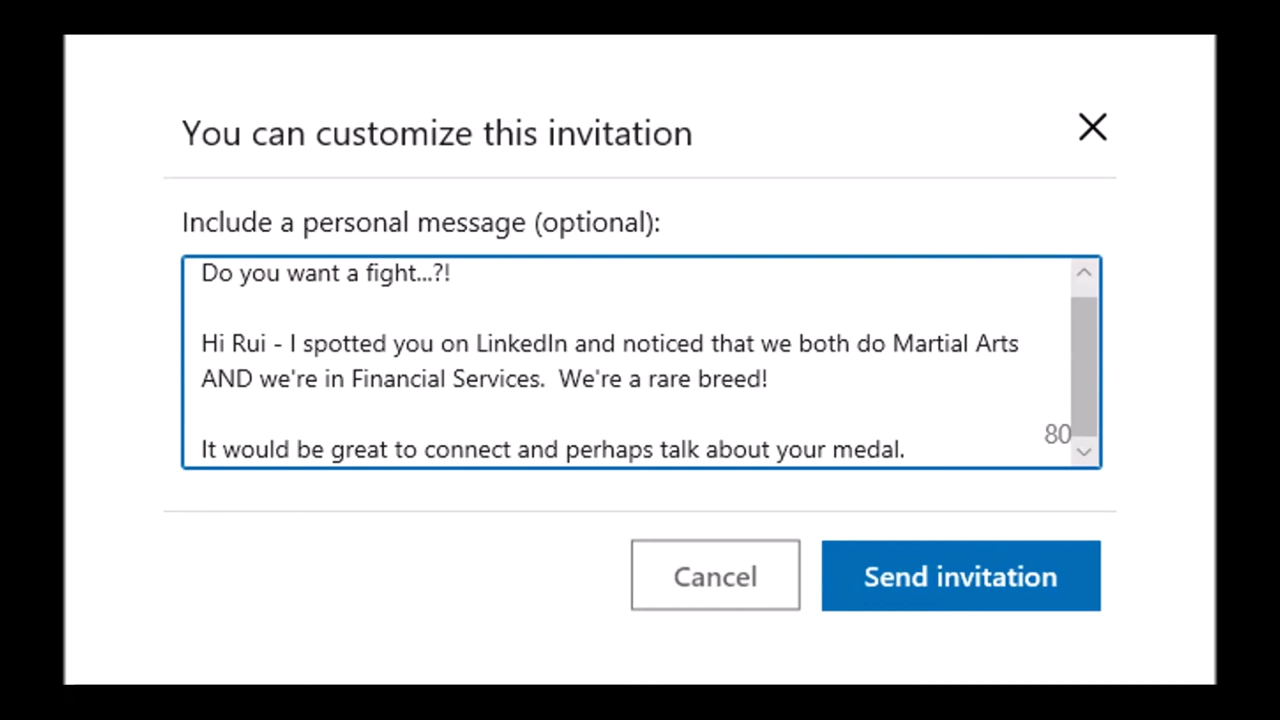 You can customize this invitation
Include a personal message (optional):
Do you want a fight...?!
Hi Rui - I spotted you on LinkedIn and noticed that we both do Martial Arts
AND we're in Financial Services.  We're a rare breed!
80
It would be great to connect and perhaps talk about your medal.
Cancel
Send invitation